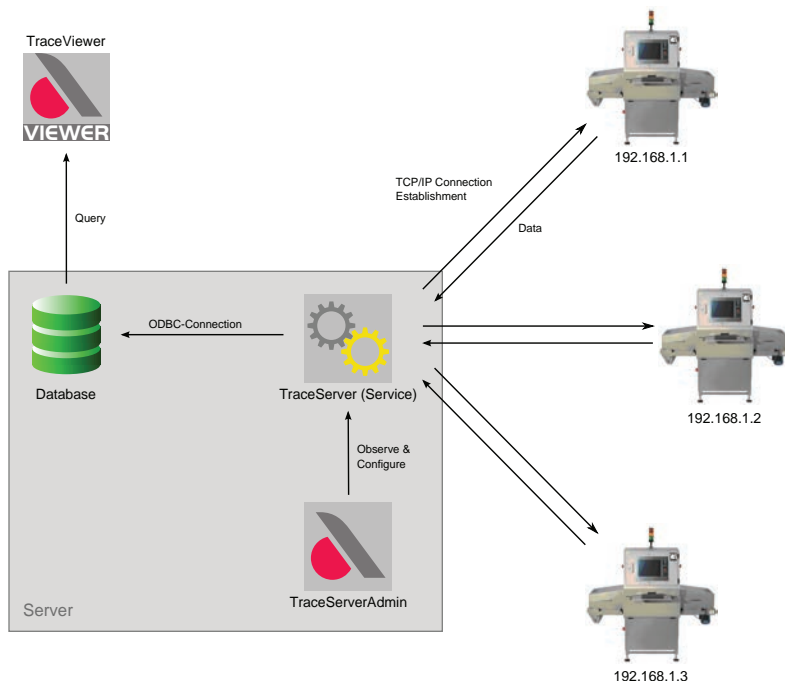 TraceViewer
VIEWER
192.168.1.1
TCP/IP Connection
Establishment
Query
Data
ODBC-Connection
Database
TraceServer (Service)
192.168.1.2
Observe &
Configure
TraceServerAdmin
Server
192.168.1.3